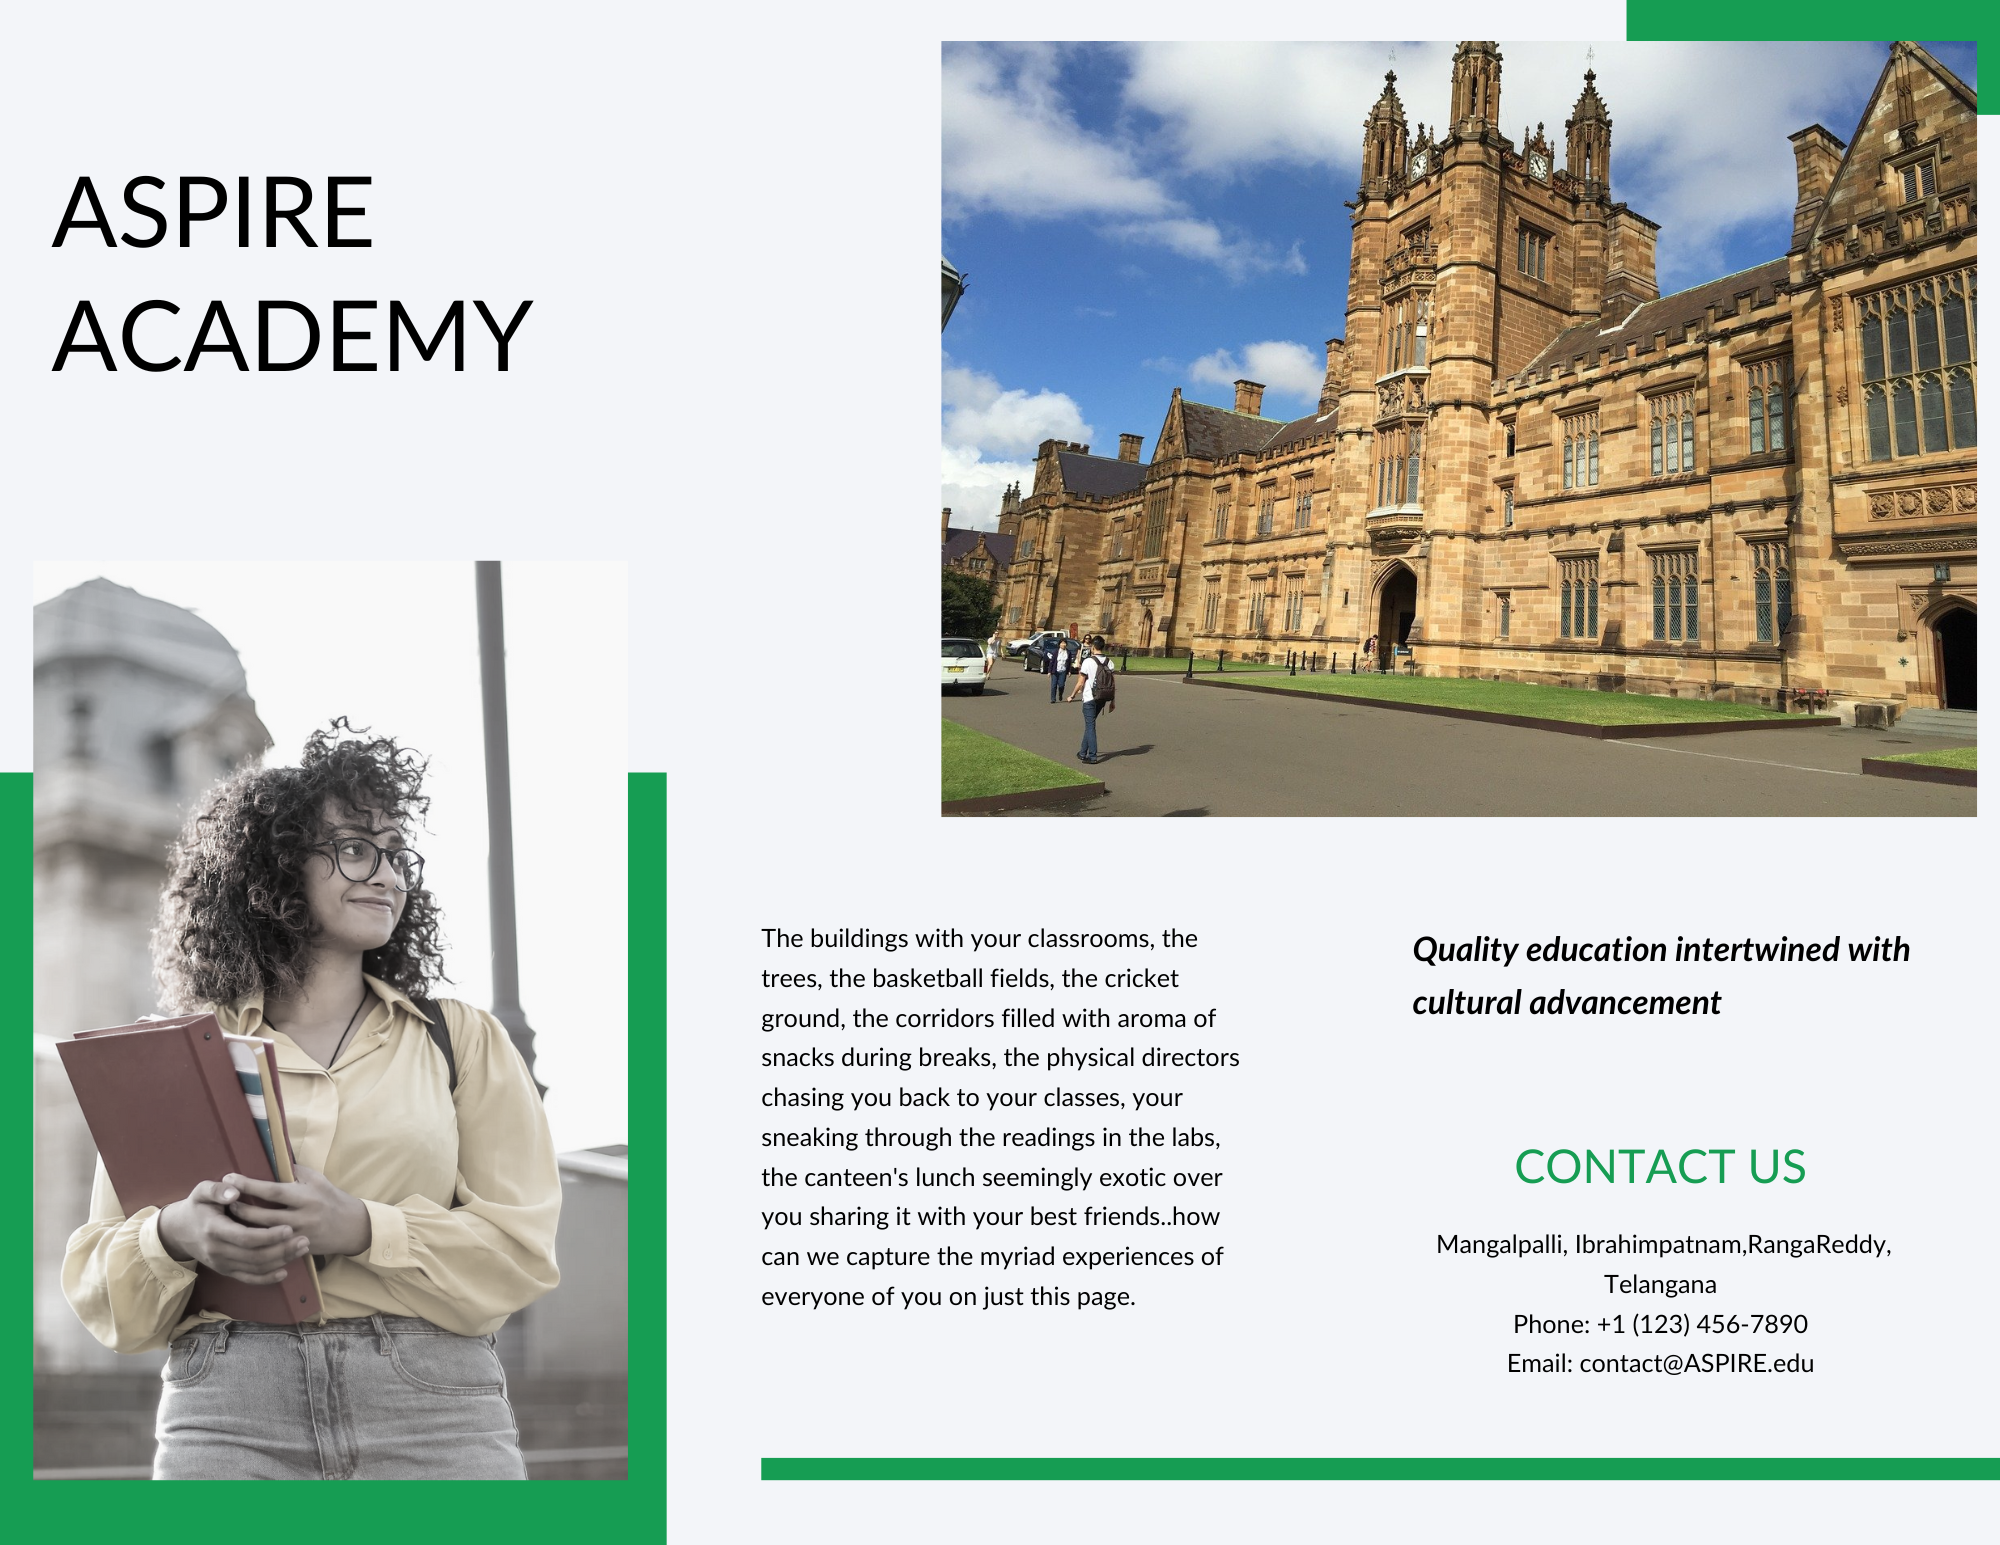 ASPIRE
ACADEMY
The buildings with your classrooms, the
trees, the basketball fields, the cricket
ground, the corridors filled with aroma of
snacks during breaks, the physical directors
chasing you back to your classes, your
sneaking through the readings in the labs,
the canteen's lunch seemingly exotic over
you sharing it with your best friends..how
can we capture the myriad experiences of
everyone of you on just this page.
Quality education intertwined with
cultural advancement
CONTACT US
Mangalpalli, Ibrahimpatnam,RangaReddy,
Telangana
Phone: +1 (123) 456-7890
Email: contact@ASPIRE.edu